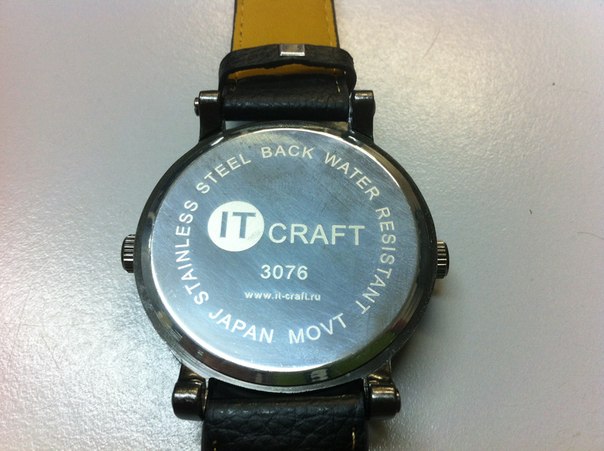 STAINLESS STEEL BACK WATER RESISTANT
IT CRAFT
3076
www.it-craft.ru
JAPAN MOVT